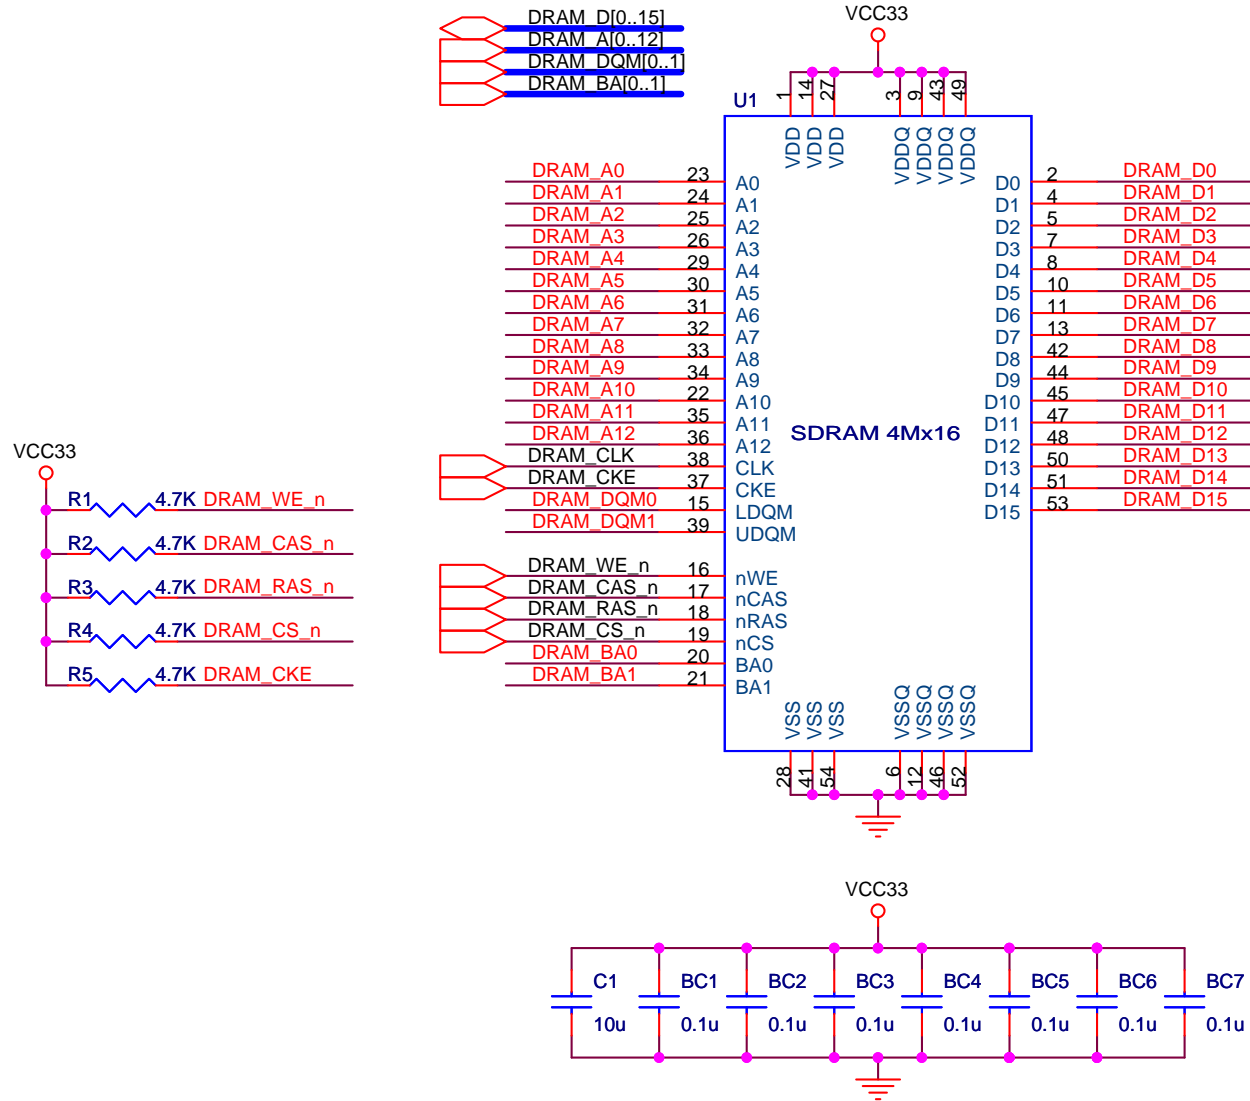 DRAM_D[0..15]
DRAM_A[0..12]
DRAM_DQM[0..1]
DRAM_BA[0..1]
VCC33
U1
1 14 27 3 9 43 49
VDD VDD VDD VDDQ VDDQ VDDQ VDDQ
DRAM_A0 23 A0 D0 2 DRAM_D0
DRAM_A1 24 A1 D1 4 DRAM_D1
DRAM_A2 25 A2 D2 5 DRAM_D2
DRAM_A3 26 A3 D3 7 DRAM_D3
DRAM_A4 29 A4 D4 8 DRAM_D4
DRAM_A5 30 A5 D5 10 DRAM_D5
DRAM_A6 31 A6 D6 11 DRAM_D6
DRAM_A7 32 A7 D7 13 DRAM_D7
DRAM_A8 33 A8 D8 42 DRAM_D8
DRAM_A9 34 A9 D9 44 DRAM_D9
DRAM_A10 22 A10 D10 45 DRAM_D10
DRAM_A11 35 A11 D11 47 DRAM_D11
DRAM_A12 36 A12 D12 48 DRAM_D12
SDRAM 4Mx16
DRAM_CLK 38 CLK D13 50 DRAM_D13
DRAM_CKE 37 CKE D14 51 DRAM_D14
DRAM_DQM0 15 LDQM D15 53 DRAM_D15
DRAM_DQM1 39 UDQM
DRAM_WE_n 16 nWE
DRAM_CAS_n 17 nCAS
DRAM_RAS_n 18 nRAS
DRAM_CS_n 19 nCS
DRAM_BA0 20 BA0
DRAM_BA1 21 BA1
VSS VSS VSS VSSQ VSSQ VSSQ VSSQ
28 41 54 6 12 46 52
VCC33
R1 4.7K DRAM_WE_n
R2 4.7K DRAM_CAS_n
R3 4.7K DRAM_RAS_n
R4 4.7K DRAM_CS_n
R5 4.7K DRAM_CKE
VCC33
C1 BC1 BC2 BC3 BC4 BC5 BC6 BC7
10u 0.1u 0.1u 0.1u 0.1u 0.1u 0.1u 0.1u